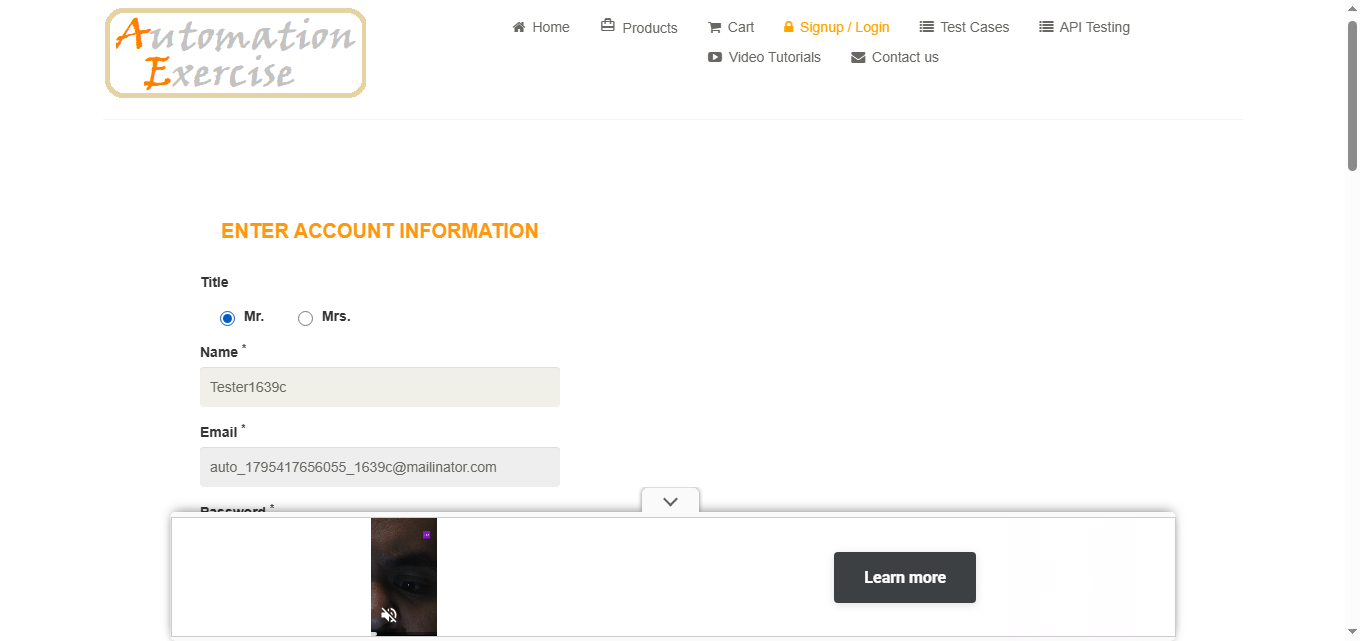 Automation
Exercise
Home
Products
Cart
Signup / Login
Test Cases
API Testing
Video Tutorials
Contact us
ENTER ACCOUNT INFORMATION
Title
Mr.
Mrs.
Name *
Tester1639c
Email *
auto_1795417656055_1639c@mailinator.com
Password *
Learn more